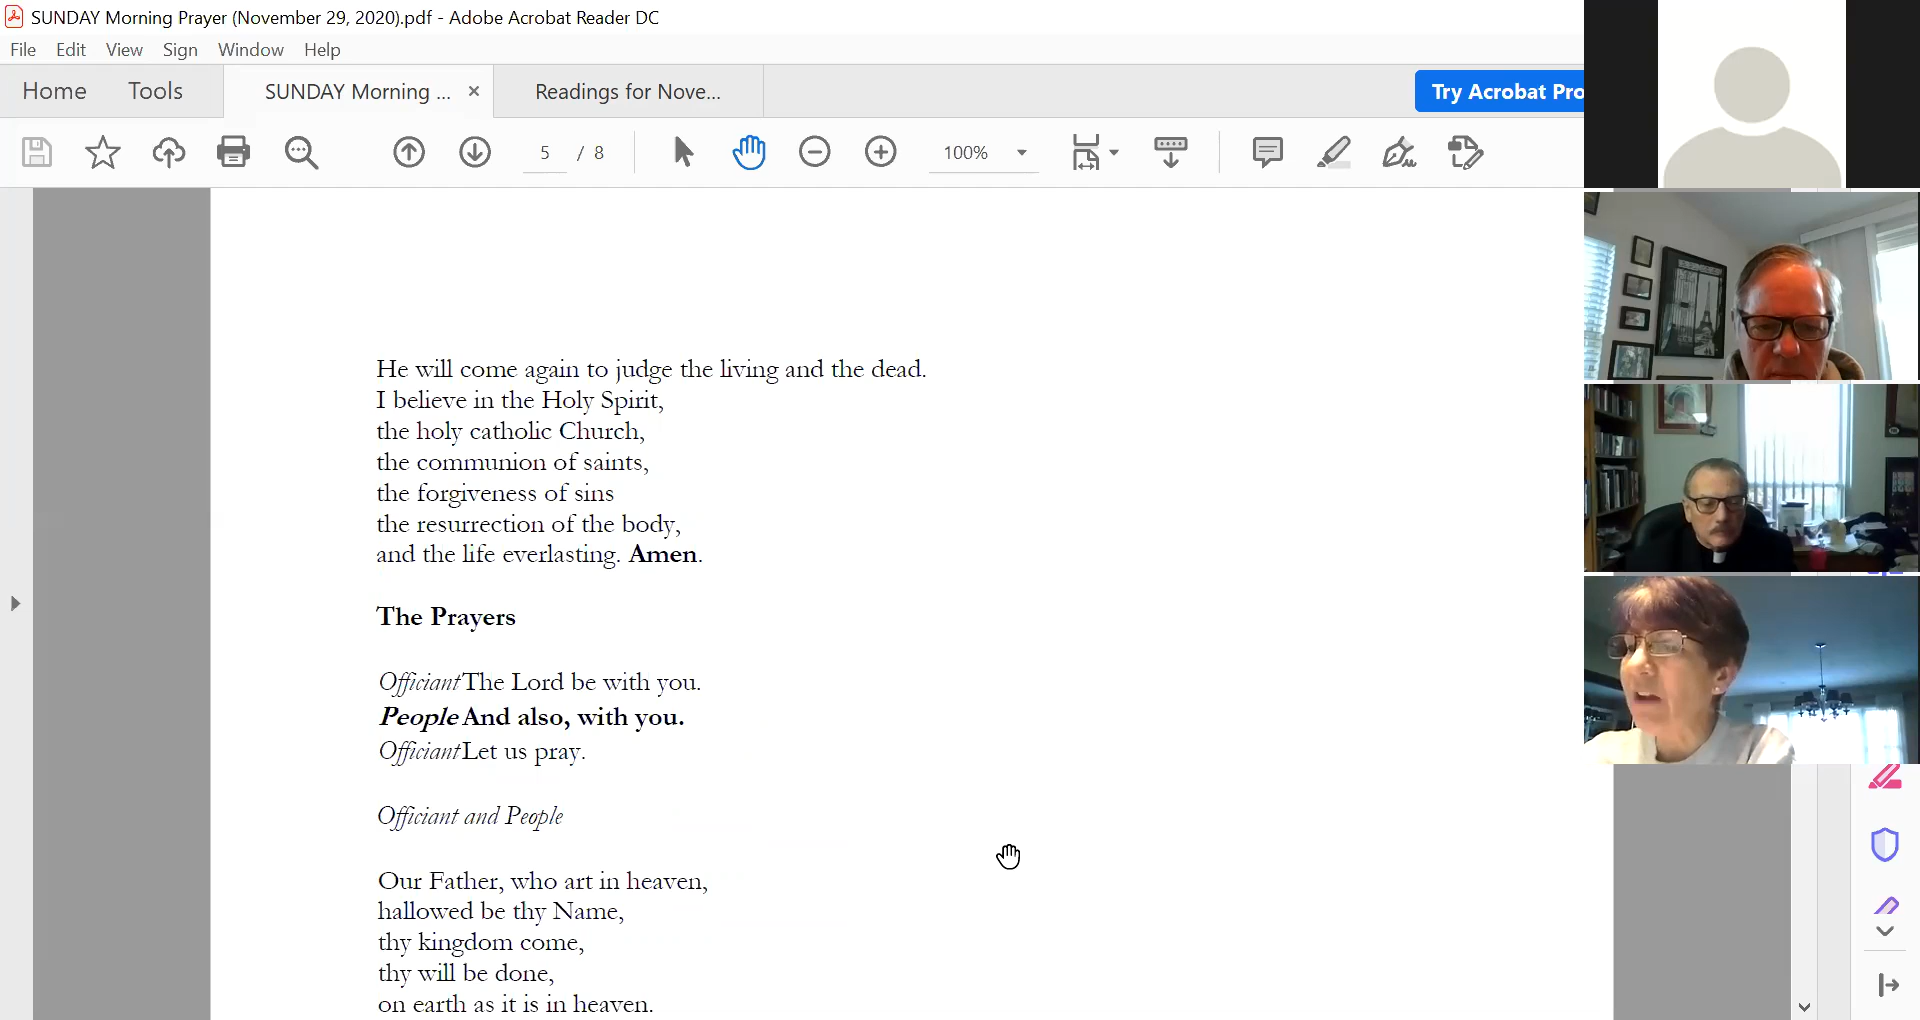 SUNDAY Morning Prayer (November 29, 2020).pdf - Adobe Acrobat Reader DC
File Edit View Sign Window Help
Home Tools SUNDAY Morning ... × Readings for Nove... Try Acrobat Pro
5 / 8 100%
He will come again to judge the living and the dead.
I believe in the Holy Spirit,
the holy catholic Church,
the communion of saints,
the forgiveness of sins
the resurrection of the body,
and the life everlasting. Amen.
The Prayers
Officiant The Lord be with you.
People And also, with you.
Officiant Let us pray.
Officiant and People
Our Father, who art in heaven,
hallowed be thy Name,
thy kingdom come,
thy will be done,
on earth as it is in heaven.